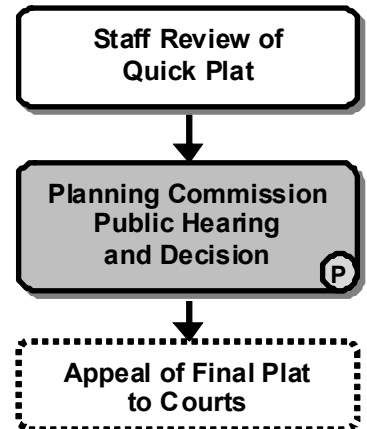 Staff Review of
Quick Plat
Planning Commission
Public Hearing
and Decision
P
Appeal of Final Plat
to Courts